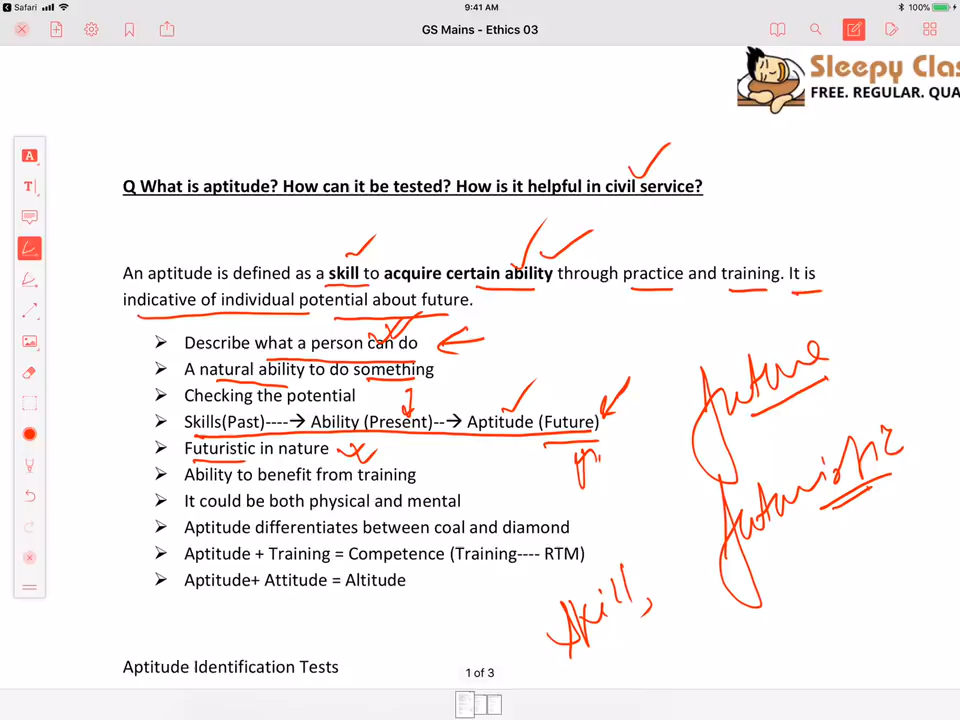 Safari
9:41 AM
100%
GS Mains - Ethics 03
Sleepy Clas
FREE. REGULAR. QUA
Q What is aptitude? How can it be tested? How is it helpful in civil service?
An aptitude is defined as a skill to acquire certain ability through practice and training. It is
indicative of individual potential about future.
➢ Describe what a person can do
➢ A natural ability to do something
➢ Checking the potential
➢ Skills(Past)----→ Ability (Present)--→ Aptitude (Future)
➢ Futuristic in nature
➢ Ability to benefit from training
➢ It could be both physical and mental
➢ Aptitude differentiates between coal and diamond
➢ Aptitude + Training = Competence (Training---- RTM)
➢ Aptitude+ Attitude = Altitude
future
futuristic
skill,
Aptitude Identification Tests
1 of 3